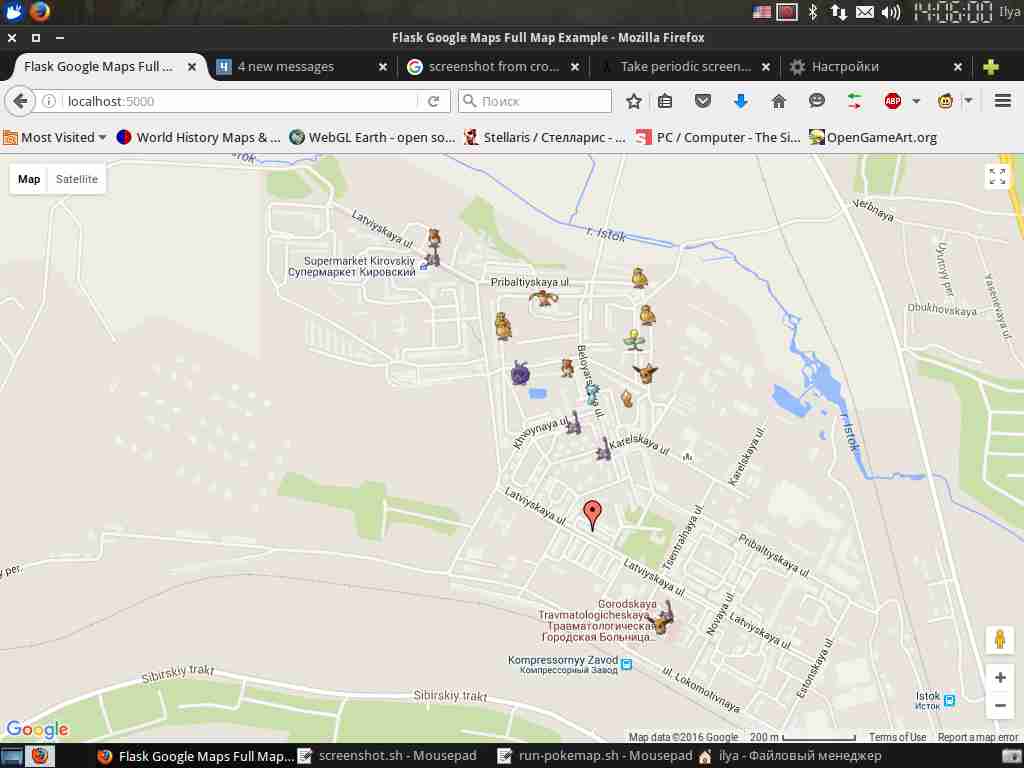 14:06:00 Ilya
Flask Google Maps Full Map Example - Mozilla Firefox
Flask Google Maps Full ...
4 new messages
screenshot from cro...
Take periodic screen...
Настройки
localhost:5000
Поиск
ABP
Most Visited
World History Maps & ...
WebGL Earth - open so...
Stellaris / Стелларис - ...
PC / Computer - The Si...
OpenGameArt.org
Map
Satellite
Verbnaya
Latviyskaya ul.
r. Istok
Supermarket Kirovskiy
Супермаркет Кировский
Pribaltiyskaya ul.
Uyutnyy per.
Yasenevaya ul.
Obukhovskaya
Khvoynaya ul.
Karelskaya ul.
Karelskaya ul.
r. Istok
Latviyskaya ul.
Tsentralnaya ul.
Pribaltiyskaya ul.
y per.
Latviyskaya ul.
Gorodskaya
Travmatologicheskaya
Травматологическая
Городская Больница...
Novaya ul.
Latviyskaya ul.
Estonskaya ul.
Kompressornyy Zavod
Компрессорный Завод
ul. Lokomotivnaya
Sibirskiy trakt
Sibirskiy trakt
Istok
Исток
Google
Map data ©2016 Google
200 m
Terms of Use
Report a map error
Flask Google Maps Full Map...
screenshot.sh - Mousepad
run-pokemap.sh - Mousepad
ilya - Файловый менеджер